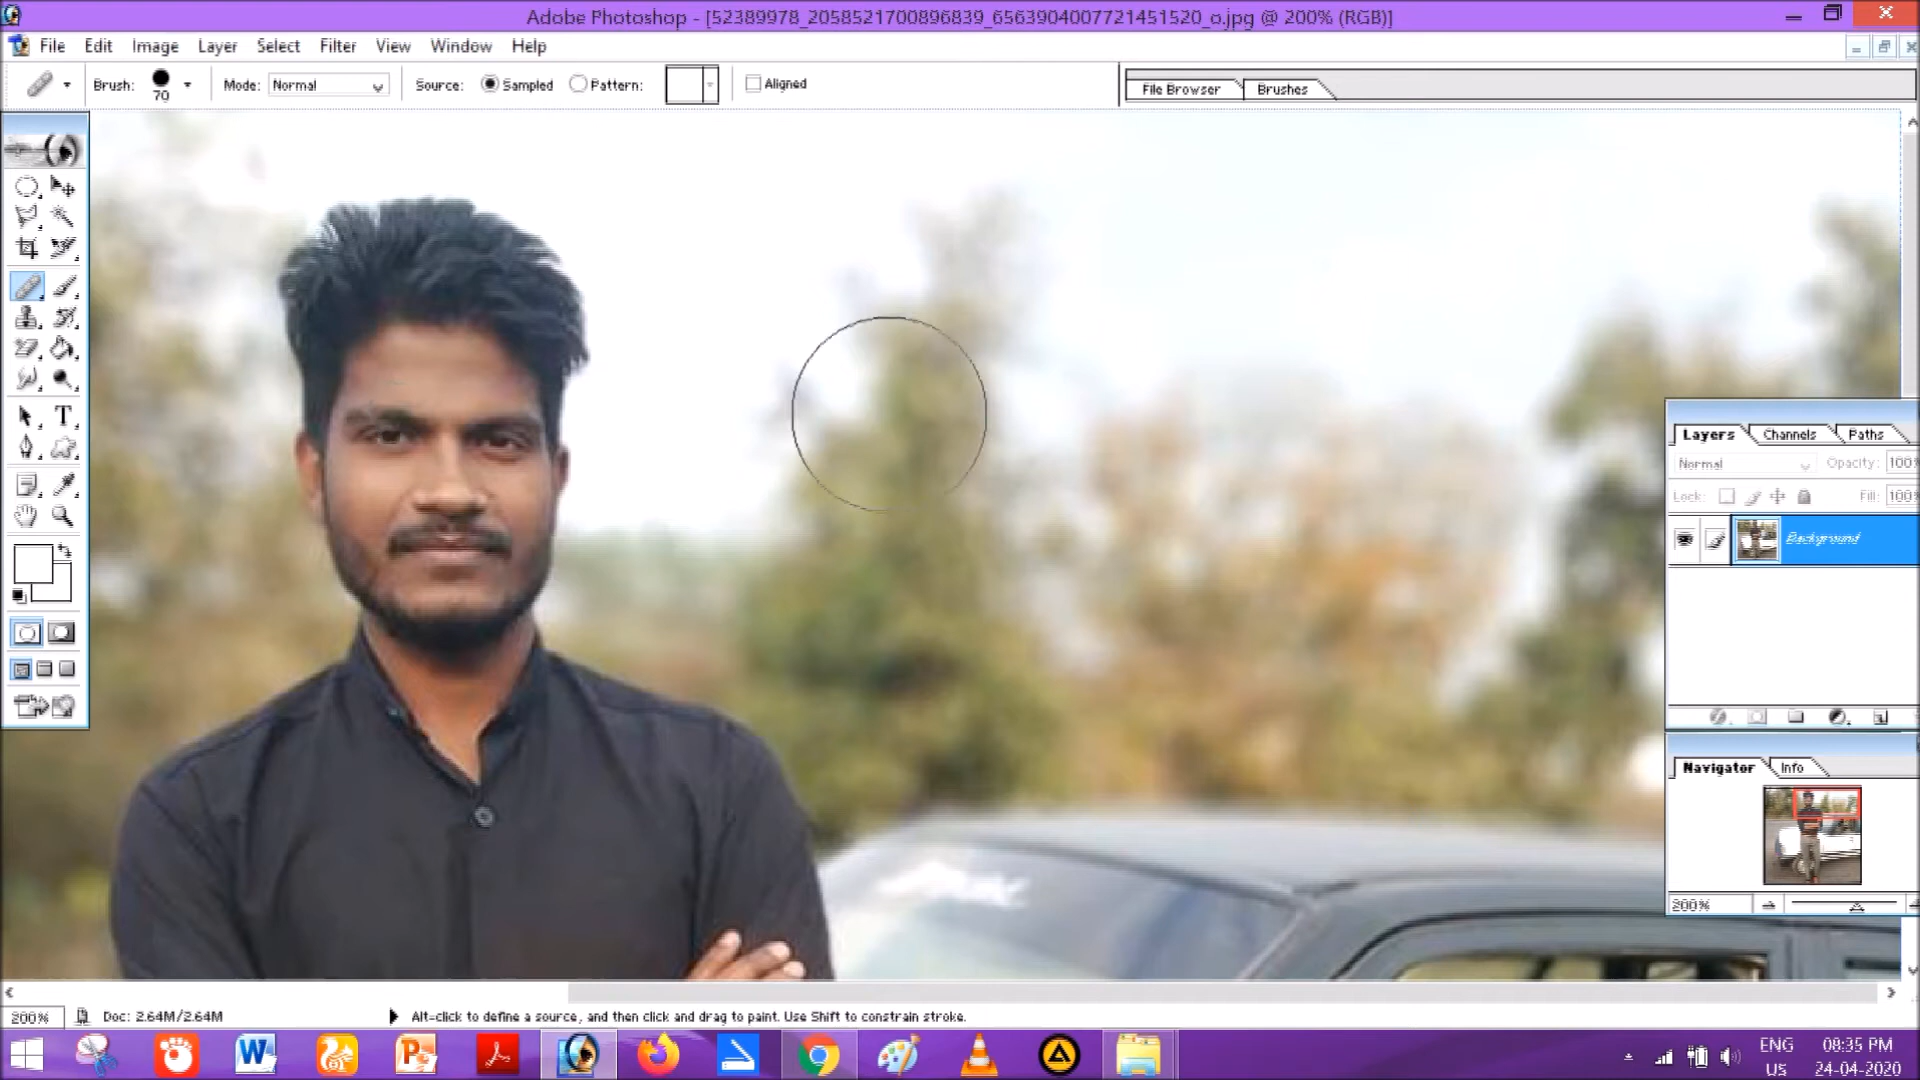 Adobe Photoshop - [52389978_2058521700896839_6563904007721451520_o.jpg @ 200% (RGB)]
File Edit Image Layer Select Filter View Window Help
Brush: 70 Mode: Normal Source: Sampled Pattern: Aligned File Browser Brushes
T
Layers Channels Paths
Normal Opacity: 100%
Lock: Fill: 100%
Background
Navigator Info
200%
200% Doc: 2.64M/2.64M Alt=click to define a source, and then click and drag to paint. Use Shift to constrain stroke.
ENG 08:35 PM
US 24-04-2020